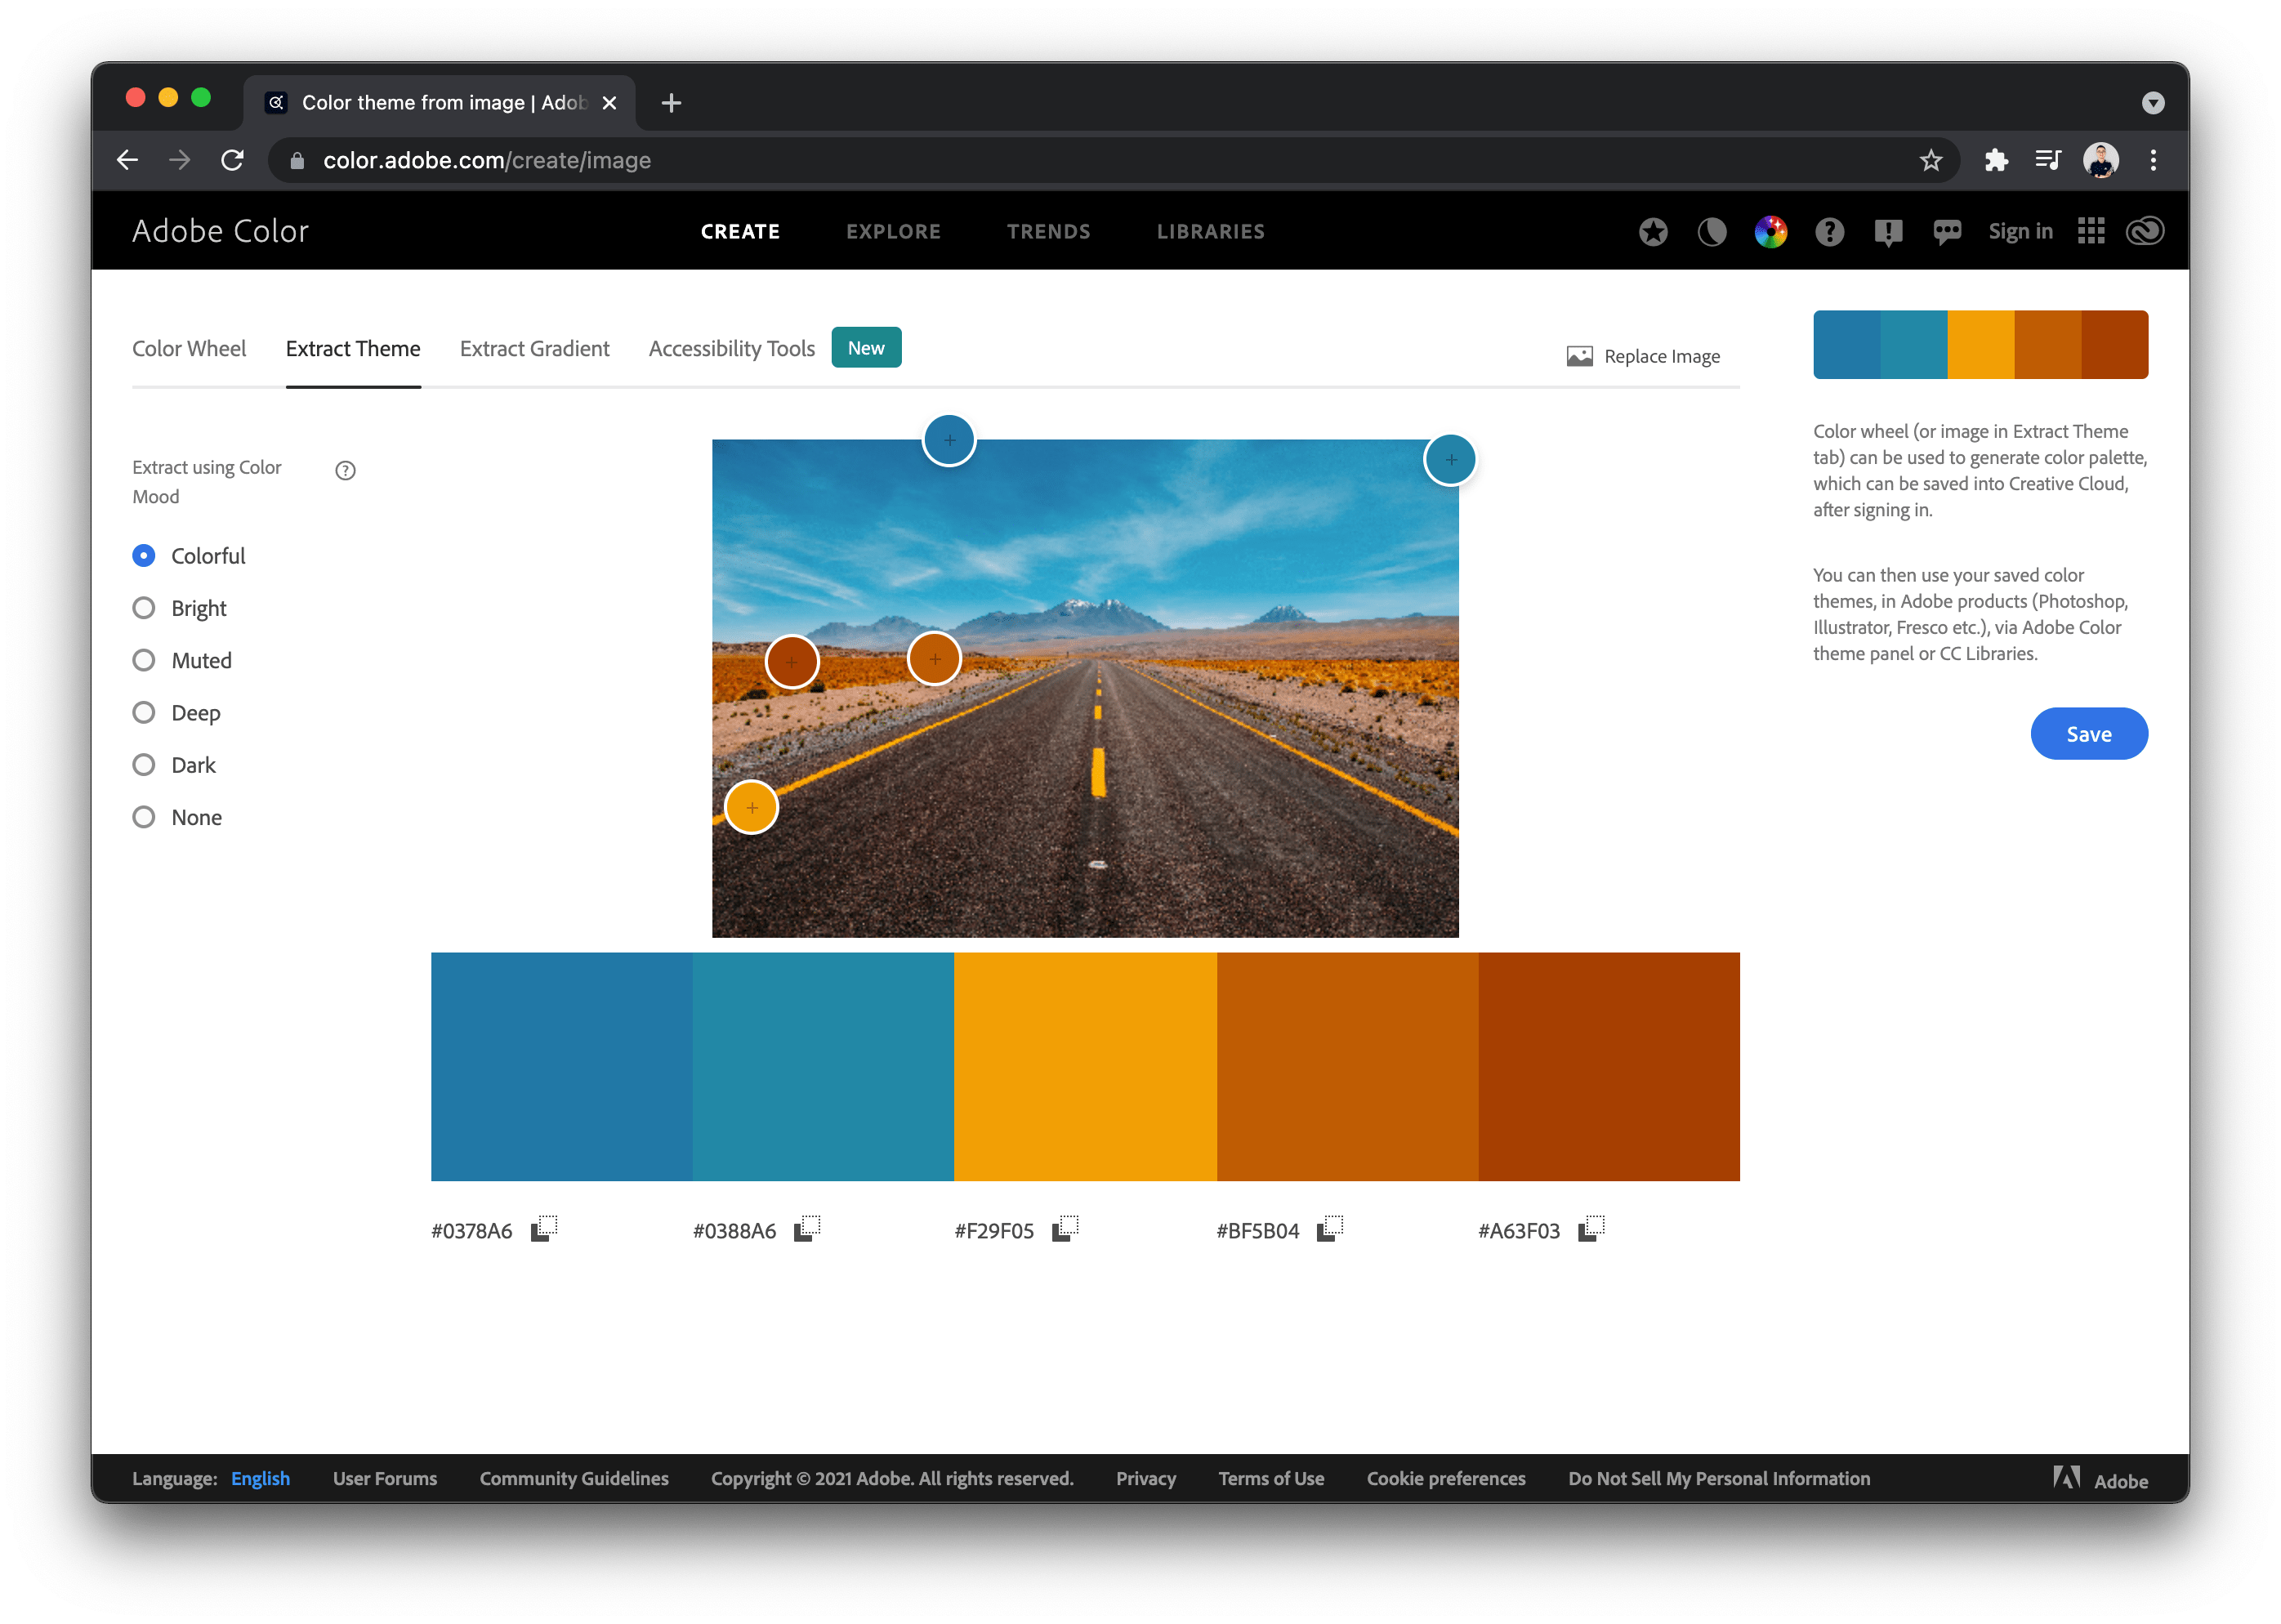 Color theme from image | Adob
color.adobe.com/create/image
Adobe Color
CREATE
EXPLORE
TRENDS
LIBRARIES
Sign in
Color Wheel
Extract Theme
Extract Gradient
Accessibility Tools
New
Replace Image
Extract using Color
Mood
Colorful
Bright
Muted
Deep
Dark
None
Color wheel (or image in Extract Theme
tab) can be used to generate color palette,
which can be saved into Creative Cloud,
after signing in.
You can then use your saved color
themes, in Adobe products (Photoshop,
Illustrator, Fresco etc.), via Adobe Color
theme panel or CC Libraries.
Save
#0378A6
#0388A6
#F29F05
#BF5B04
#A63F03
Language: English
User Forums
Community Guidelines
Copyright © 2021 Adobe. All rights reserved.
Privacy
Terms of Use
Cookie preferences
Do Not Sell My Personal Information
Adobe